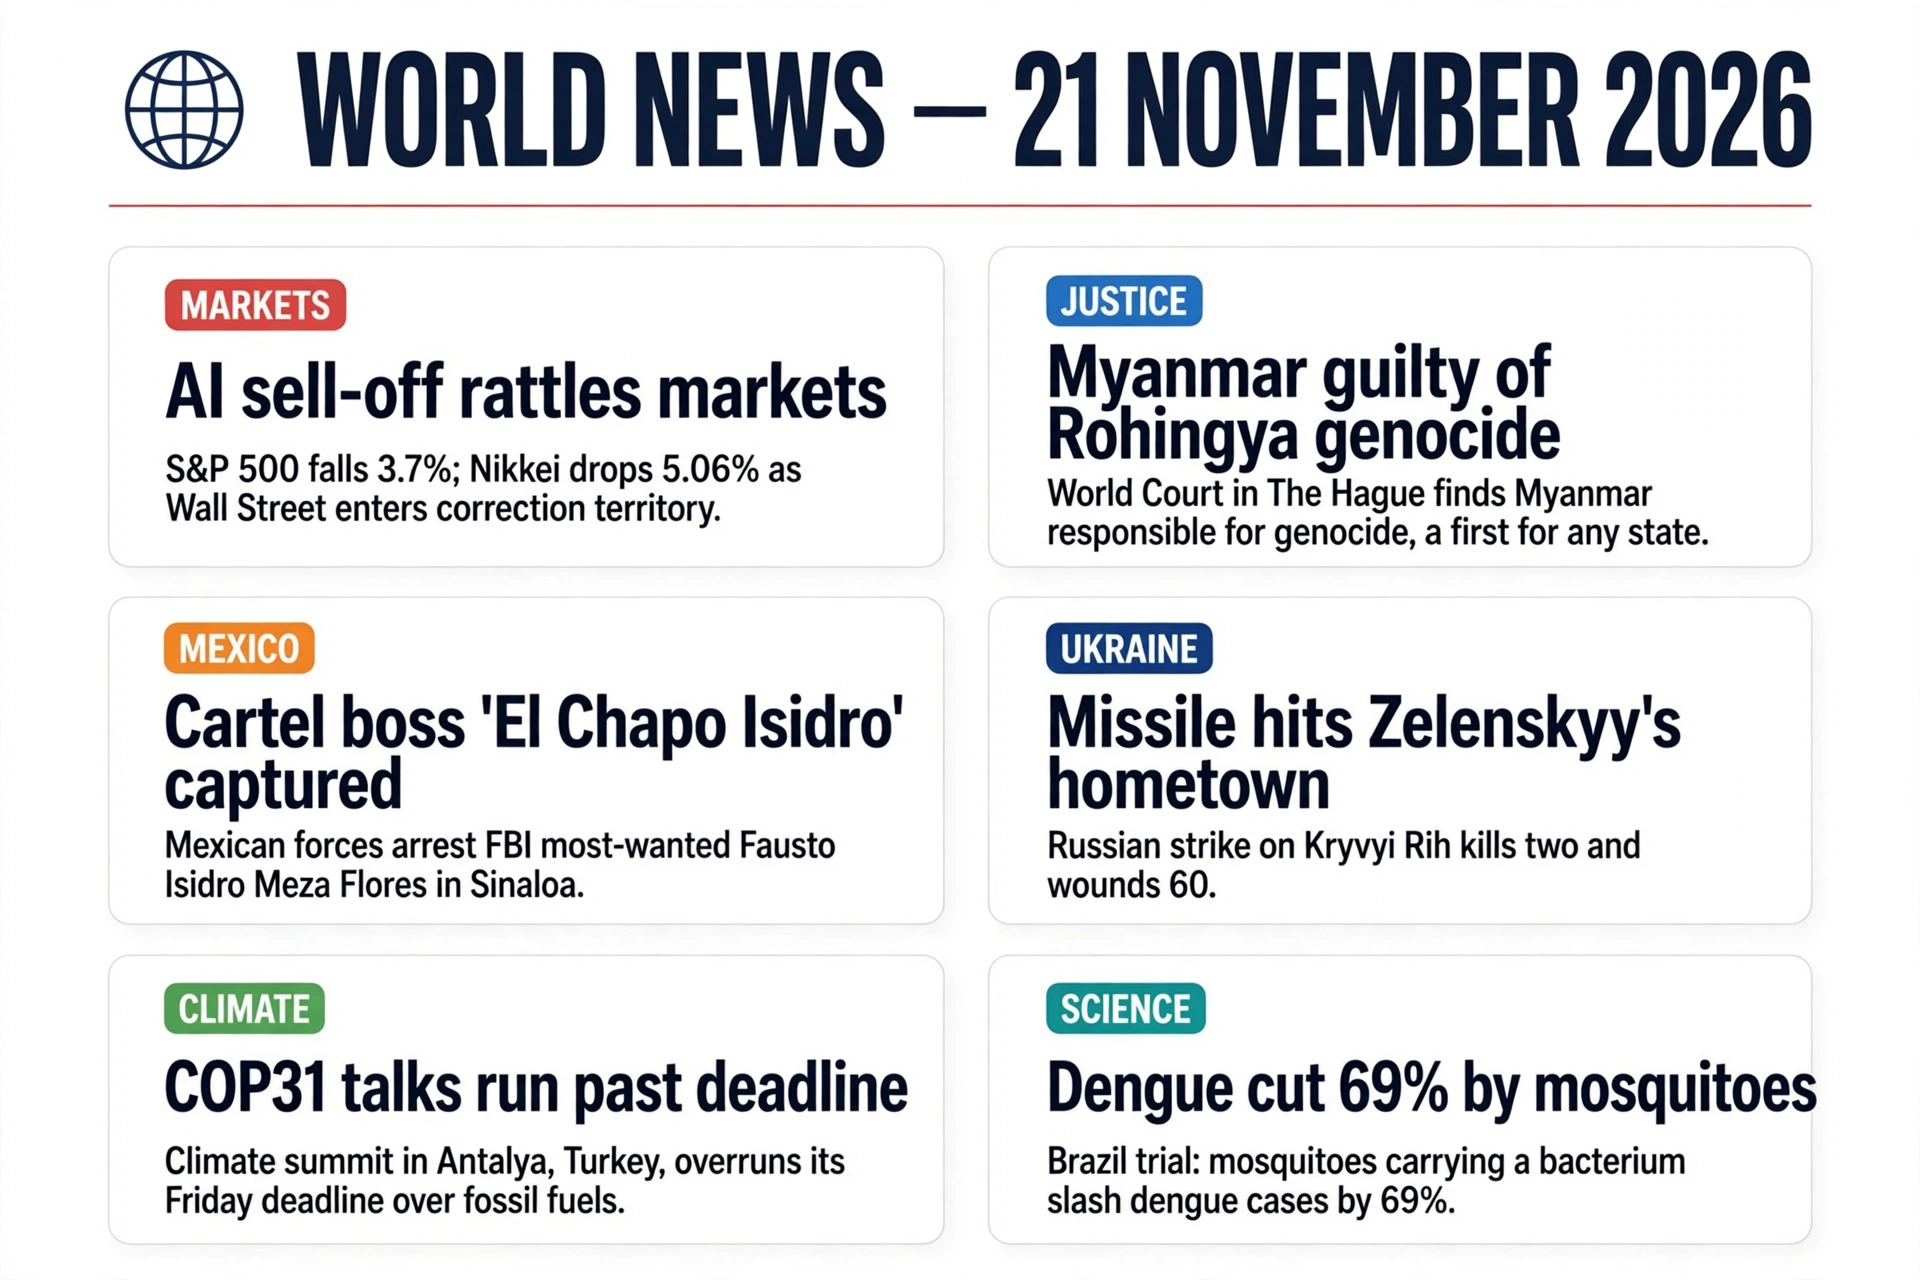 WORLD NEWS — 21 NOVEMBER 2026
MARKETS
AI sell-off rattles markets
S&P 500 falls 3.7%; Nikkei drops 5.06% as
Wall Street enters correction territory.
JUSTICE
Myanmar guilty of
Rohingya genocide
World Court in The Hague finds Myanmar
responsible for genocide, a first for any state.
MEXICO
Cartel boss 'El Chapo Isidro'
captured
Mexican forces arrest FBI most-wanted Fausto
Isidro Meza Flores in Sinaloa.
UKRAINE
Missile hits Zelenskyy's
hometown
Russian strike on Kryvyi Rih kills two and
wounds 60.
CLIMATE
COP31 talks run past deadline
Climate summit in Antalya, Turkey, overruns its
Friday deadline over fossil fuels.
SCIENCE
Dengue cut 69% by mosquitoes
Brazil trial: mosquitoes carrying a bacterium
slash dengue cases by 69%.